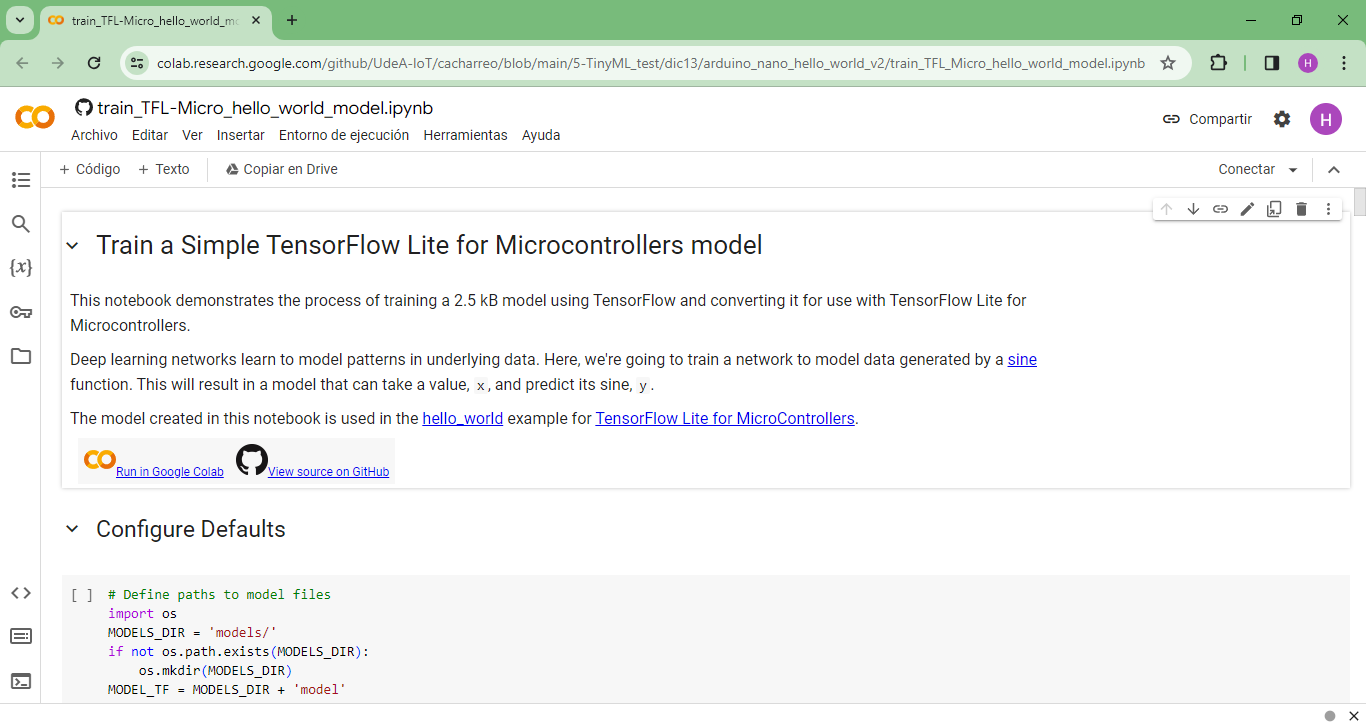 train_TFL-Micro_hello_world_mo
colab.research.google.com/github/UdeA-IoT/cacharreo/blob/main/5-TinyML_test/dic13/arduino_nano_hello_world_v2/train_TFL_Micro_hello_world_model.ipynb
H
train_TFL-Micro_hello_world_model.ipynb
Compartir
H
Archivo Editar Ver Insertar Entorno de ejecución Herramientas Ayuda
+ Código + Texto Copiar en Drive Conectar
{x}
Train a Simple TensorFlow Lite for Microcontrollers model
This notebook demonstrates the process of training a 2.5 kB model using TensorFlow and converting it for use with TensorFlow Lite for
Microcontrollers.
Deep learning networks learn to model patterns in underlying data. Here, we're going to train a network to model data generated by a sine
function. This will result in a model that can take a value, x, and predict its sine, y.
The model created in this notebook is used in the hello_world example for TensorFlow Lite for MicroControllers.
Run in Google Colab View source on GitHub
Configure Defaults
[ ] # Define paths to model files
import os
MODELS_DIR = 'models/'
if not os.path.exists(MODELS_DIR):
    os.mkdir(MODELS_DIR)
MODEL_TF = MODELS_DIR + 'model'